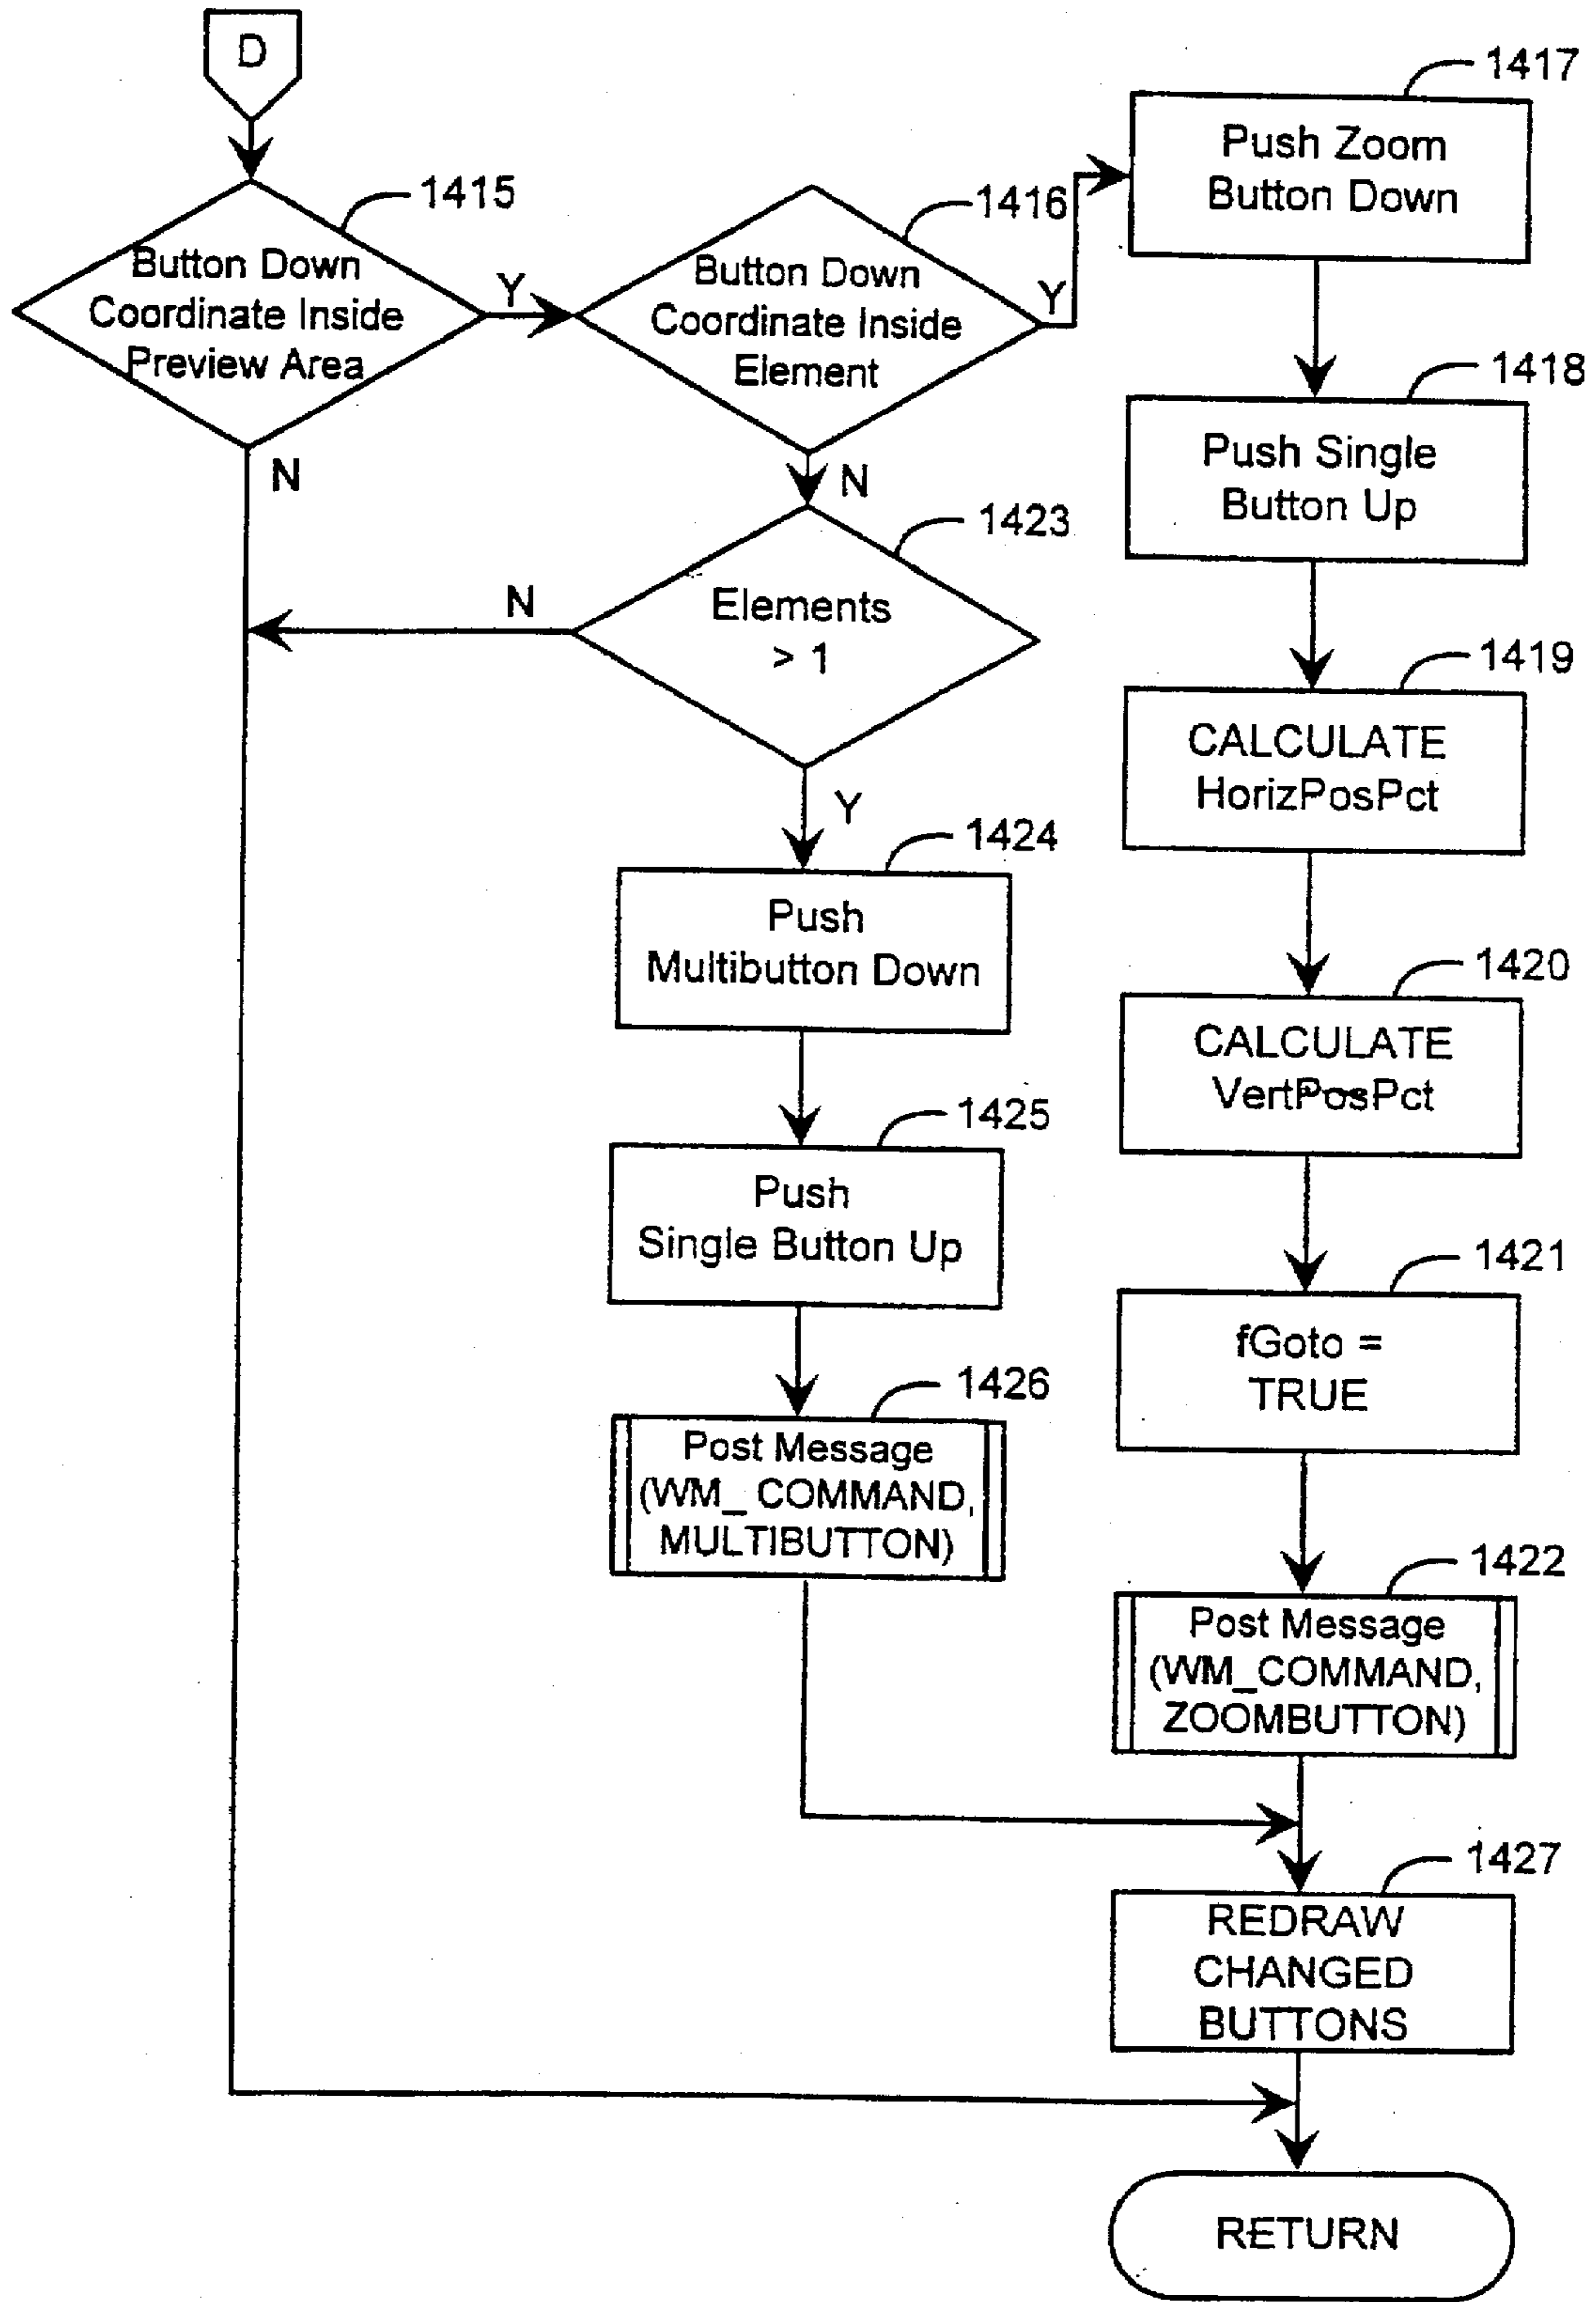 D
1415
Button Down
Coordinate Inside
Preview Area
Y
N
1416
Button Down
Coordinate Inside
Element
Y
N
1417
Push Zoom
Button Down
1418
Push Single
Button Up
1419
CALCULATE
HorizPosPct
1420
CALCULATE
VertPosPct
1421
fGoto =
TRUE
1422
Post Message
(WM_COMMAND,
ZOOMBUTTON)
1423
Elements
> 1
N
Y
1424
Push
Multibutton Down
1425
Push
Single Button Up
1426
Post Message
(WM_ COMMAND,
MULTIBUTTON)
1427
REDRAW
CHANGED
BUTTONS
RETURN